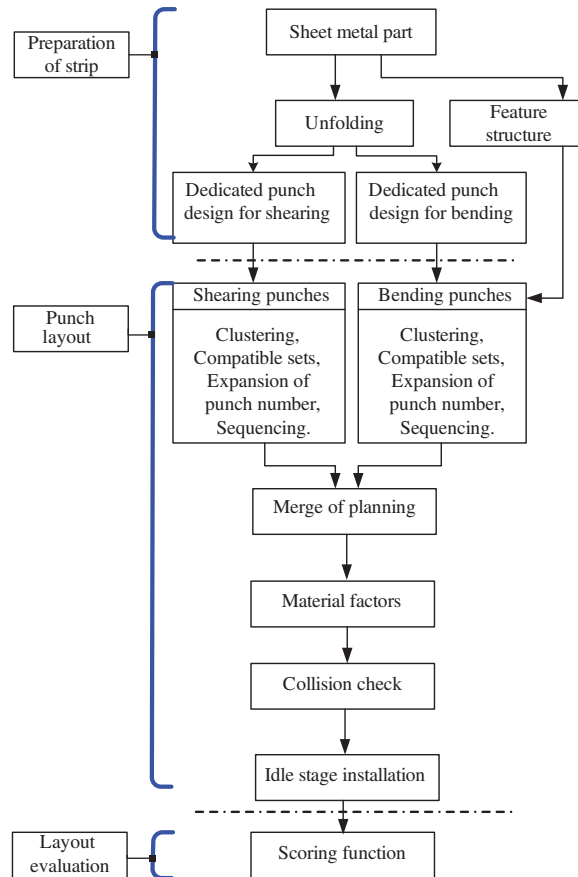 Preparation
of strip
Sheet metal part
Unfolding
Feature
structure
Dedicated punch
design for shearing
Dedicated punch
design for bending
Punch
layout
Shearing punches
Clustering,
Compatible sets,
Expansion of
punch number,
Sequencing.
Bending punches
Clustering,
Compatible sets,
Expansion of
punch number,
Sequencing.
Merge of planning
Material factors
Collision check
Idle stage installation
Layout
evaluation
Scoring function